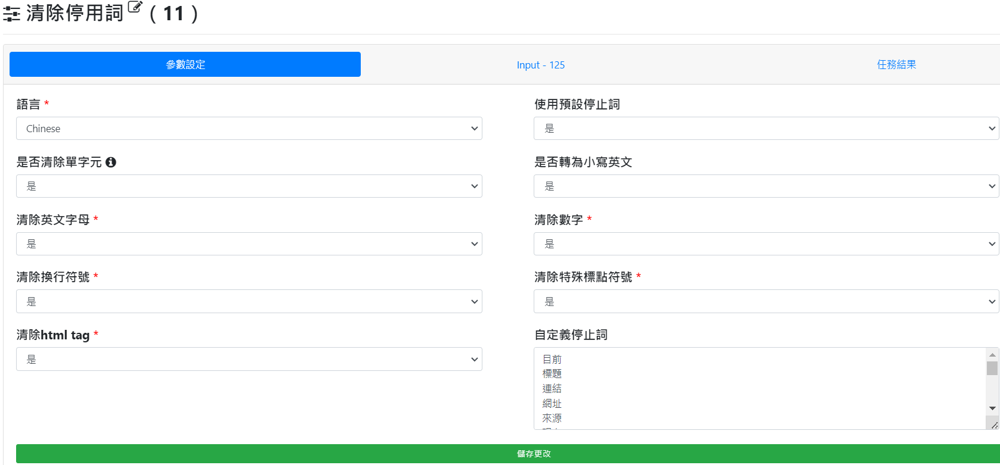 清除停用詞 ( 11 )
參數設定
Input - 125
任務結果
語言 *
Chinese
使用預設停止詞
是
是否清除單字元
是
是否轉為小寫英文
是
清除英文字母 *
是
清除數字 *
是
清除換行符號 *
是
清除特殊標點符號 *
是
清除html tag *
是
自定義停止詞
目前
標題
連結
網址
來源
儲存更改